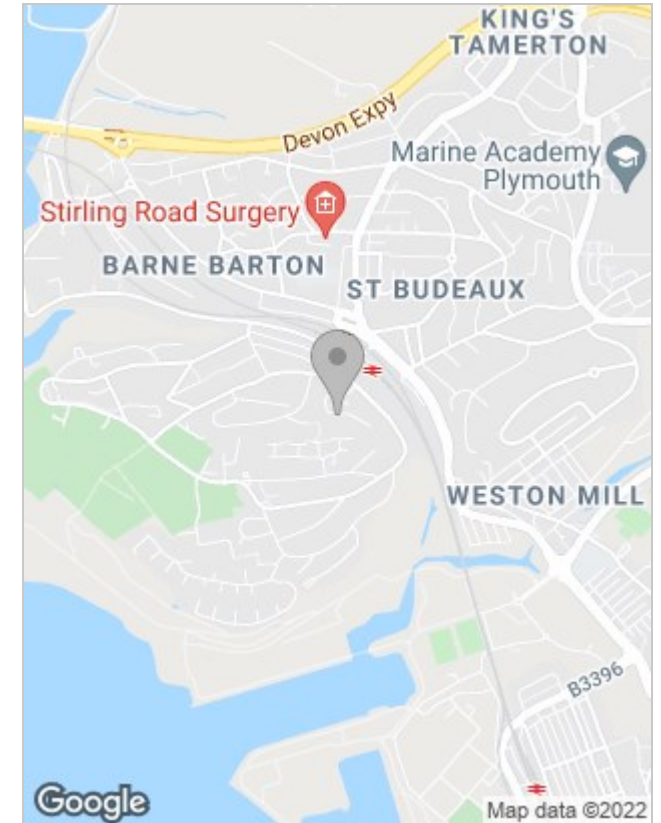 KING'S
TAMERTON
Devon Expy
Marine Academy
Plymouth
Stirling Road Surgery
BARNE BARTON
ST BUDEAUX
WESTON MILL
B3396
Google
Map data ©2022